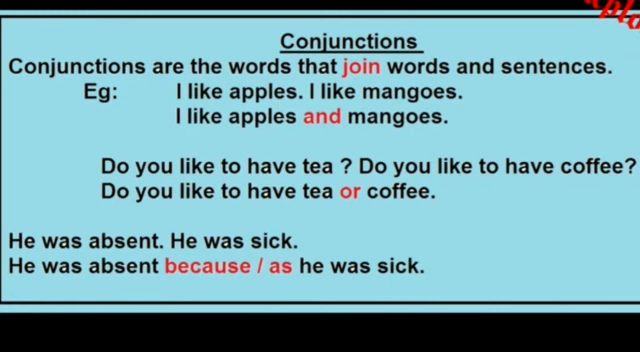 Conjunctions
Conjunctions are the words that join words and sentences.
Eg: I like apples. I like mangoes.
I like apples and mangoes.
Do you like to have tea ? Do you like to have coffee?
Do you like to have tea or coffee.
He was absent. He was sick.
He was absent because / as he was sick.